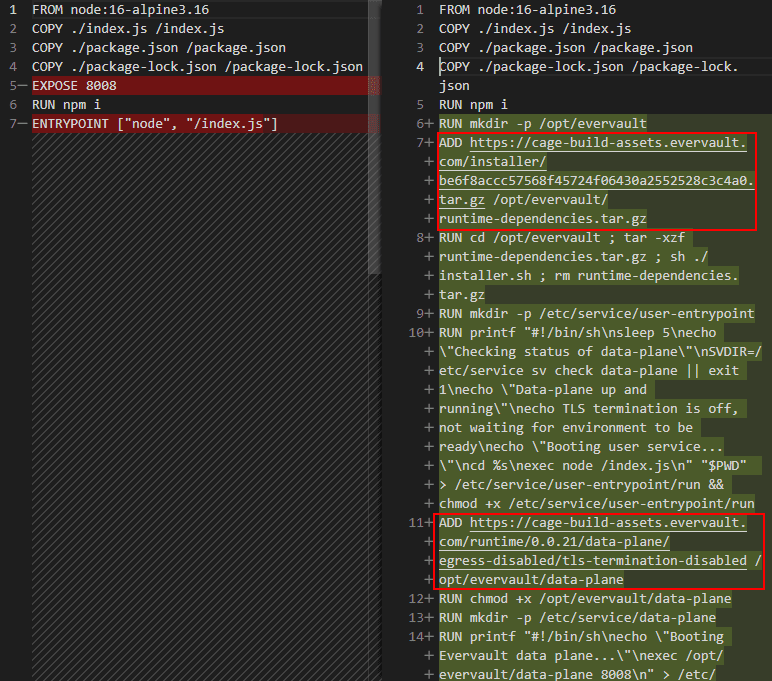 1 FROM node:16-alpine3.16
2 COPY ./index.js /index.js
3 COPY ./package.json /package.json
4 COPY ./package-lock.json /package-lock.json
5— EXPOSE 8008
6 RUN npm i
7— ENTRYPOINT ["node", "/index.js"]
1 FROM node:16-alpine3.16
2 COPY ./index.js /index.js
3 COPY ./package.json /package.json
4 COPY ./package-lock.json /package-lock.
json
5 RUN npm i
6+ RUN mkdir -p /opt/evervault
7+ ADD https://cage-build-assets.evervault.
+ com/installer/
+ be6f8accc57568f45724f06430a2552528c3c4a0.
+ tar.gz /opt/evervault/
+ runtime-dependencies.tar.gz
8+ RUN cd /opt/evervault ; tar -xzf
+ runtime-dependencies.tar.gz ; sh ./
+ installer.sh ; rm runtime-dependencies.
+ tar.gz
9+ RUN mkdir -p /etc/service/user-entrypoint
10+ RUN printf "#!/bin/sh\nsleep 5\necho
+ \"Checking status of data-plane\"\nSVDIR=/
+ etc/service sv check data-plane || exit
+ 1\necho \"Data-plane up and
+ running\"\necho TLS termination is off,
+ not waiting for environment to be
+ ready\necho \"Booting user service...
+ \"\ncd %s\nexec node /index.js\n" "$PWD"
+ > /etc/service/user-entrypoint/run &&
+ chmod +x /etc/service/user-entrypoint/run
11+ ADD https://cage-build-assets.evervault.
+ com/runtime/0.0.21/data-plane/
+ egress-disabled/tls-termination-disabled /
+ opt/evervault/data-plane
12+ RUN chmod +x /opt/evervault/data-plane
13+ RUN mkdir -p /etc/service/data-plane
14+ RUN printf "#!/bin/sh\necho \"Booting
+ Evervault data plane...\"\nexec /opt/
+ evervault/data-plane 8008\n" > /etc/